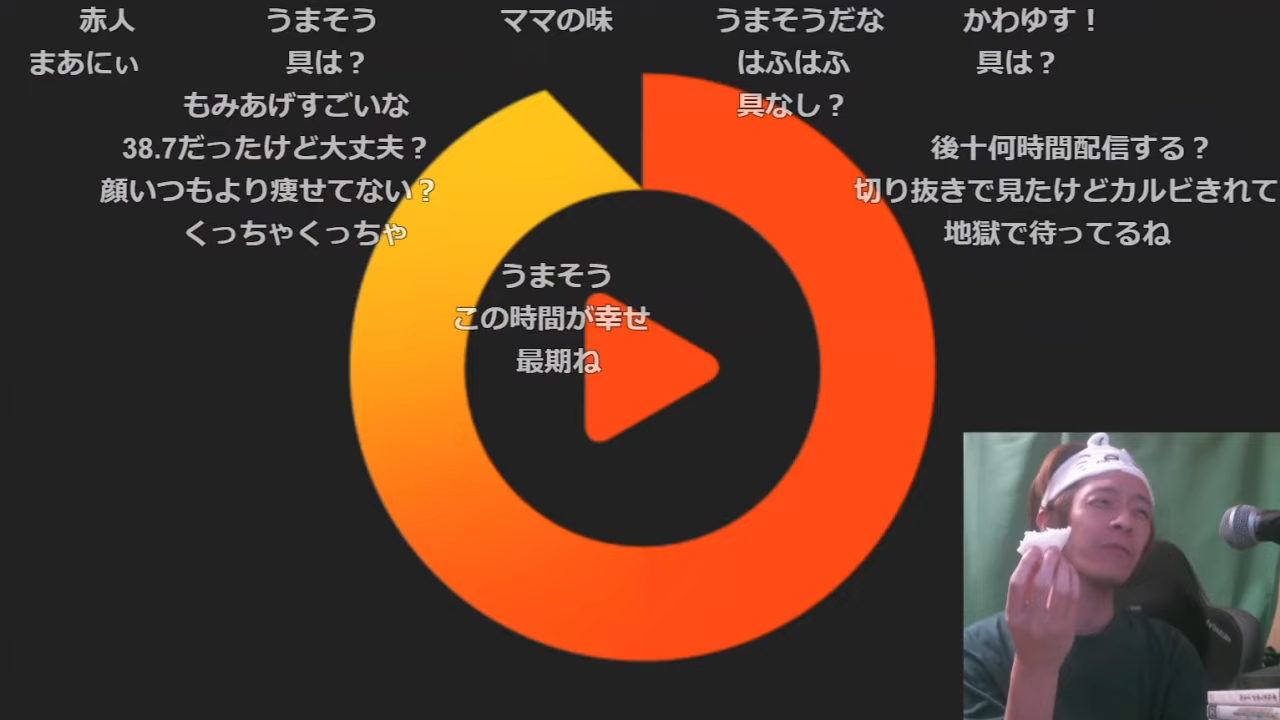 赤人
うまそう
ママの味
うまそうだな
かわゆす！
まあにぃ
具は？
はふはふ
具は？
もみあげすごいな
具なし？
38.7だったけど大丈夫？
後十何時間配信する？
顔いつもより痩せてない？
切り抜きで見たけどカルビきれて
くっちゃくっちゃ
地獄で待ってるね
うまそう
この時間が幸せ
最期ね